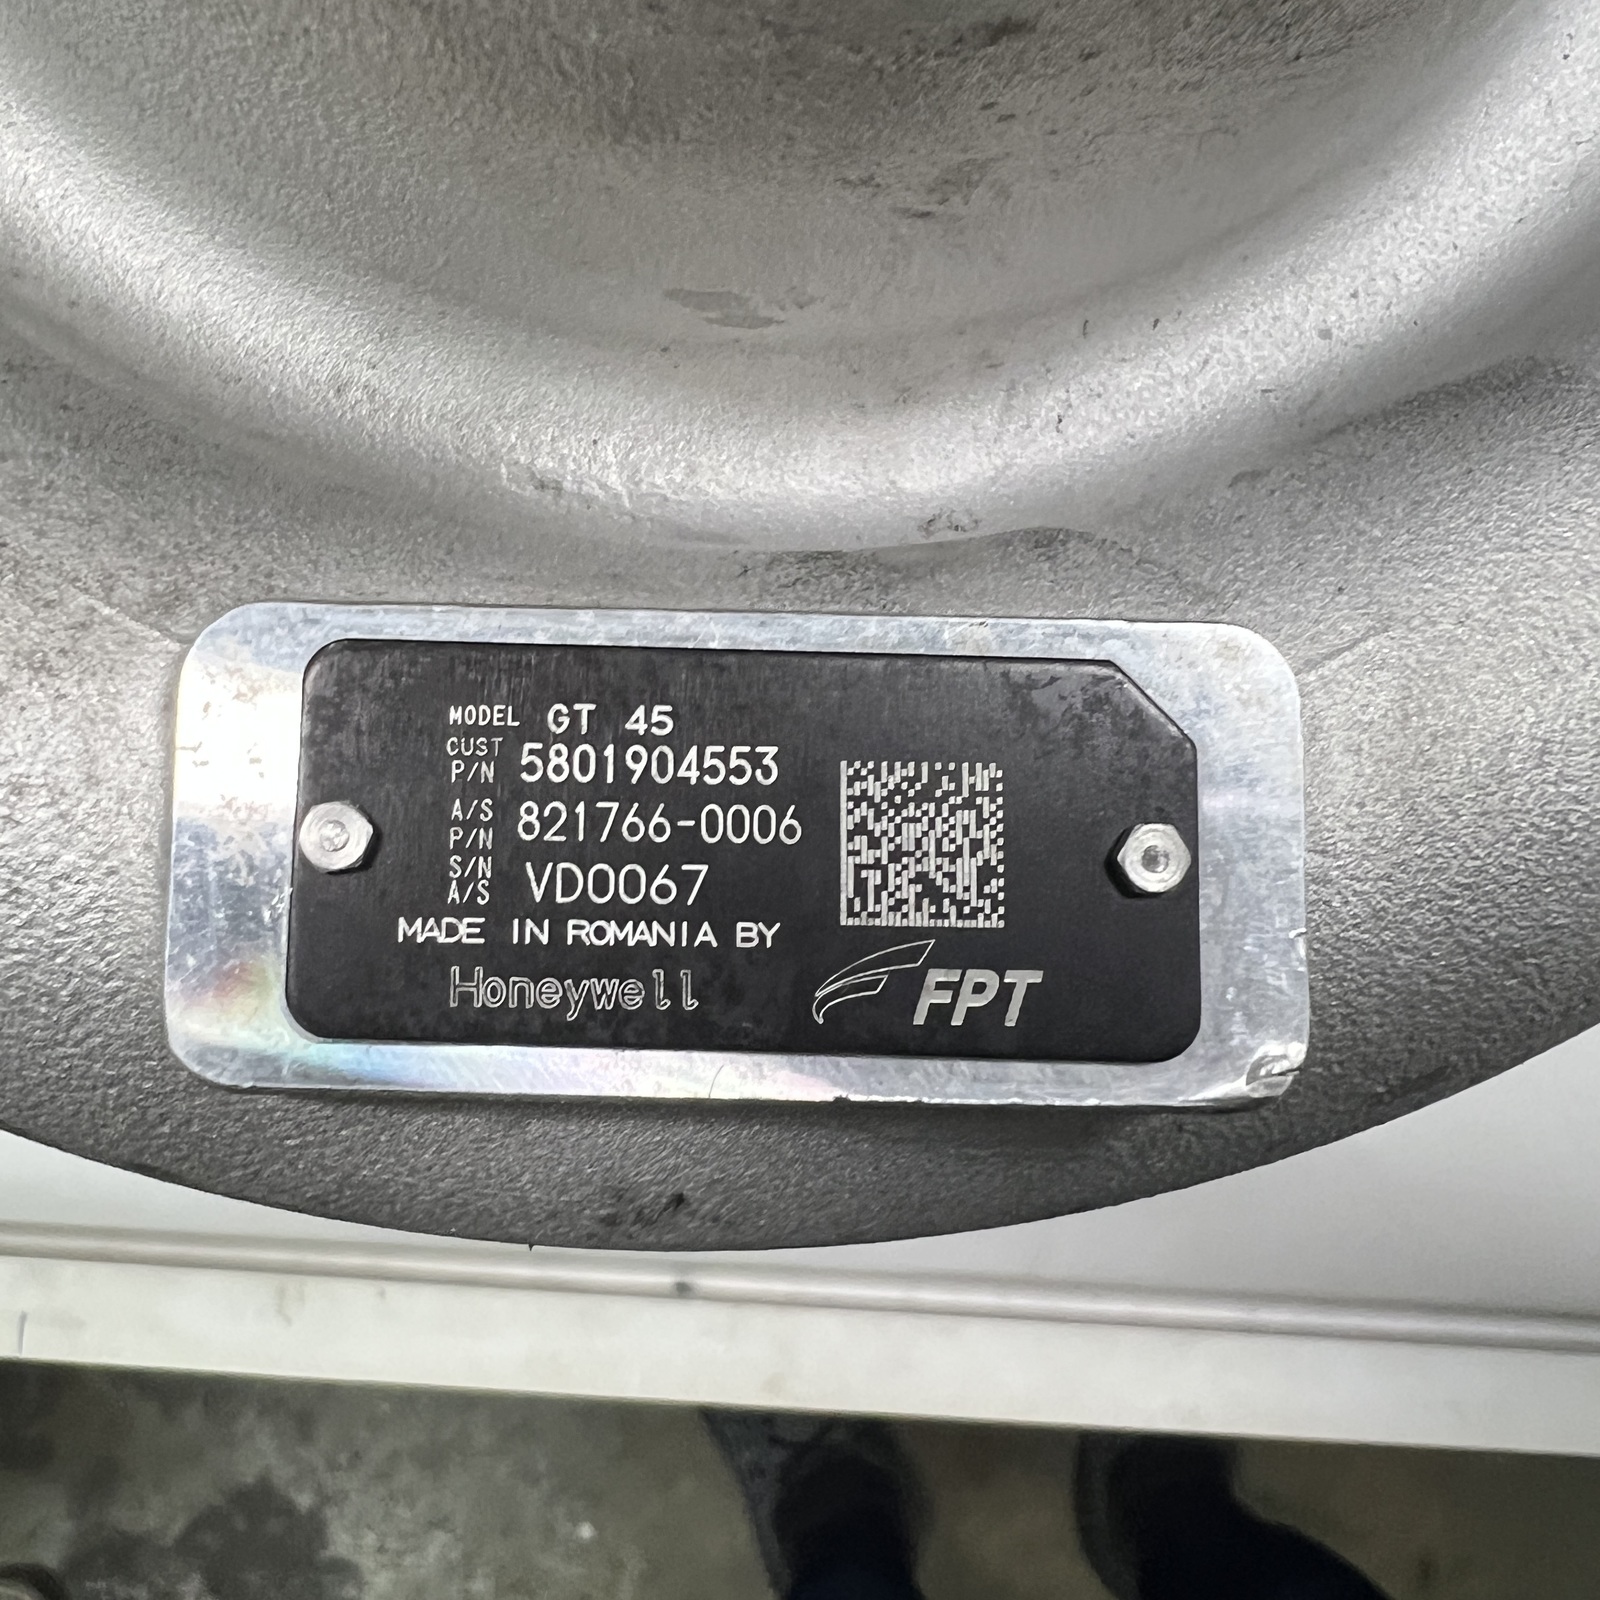 MODEL GT 45
CUST P/N 5801904553
A/S P/N 821766-0006
S/N A/S VD0067
MADE IN ROMANIA BY
Honeywell
FPT